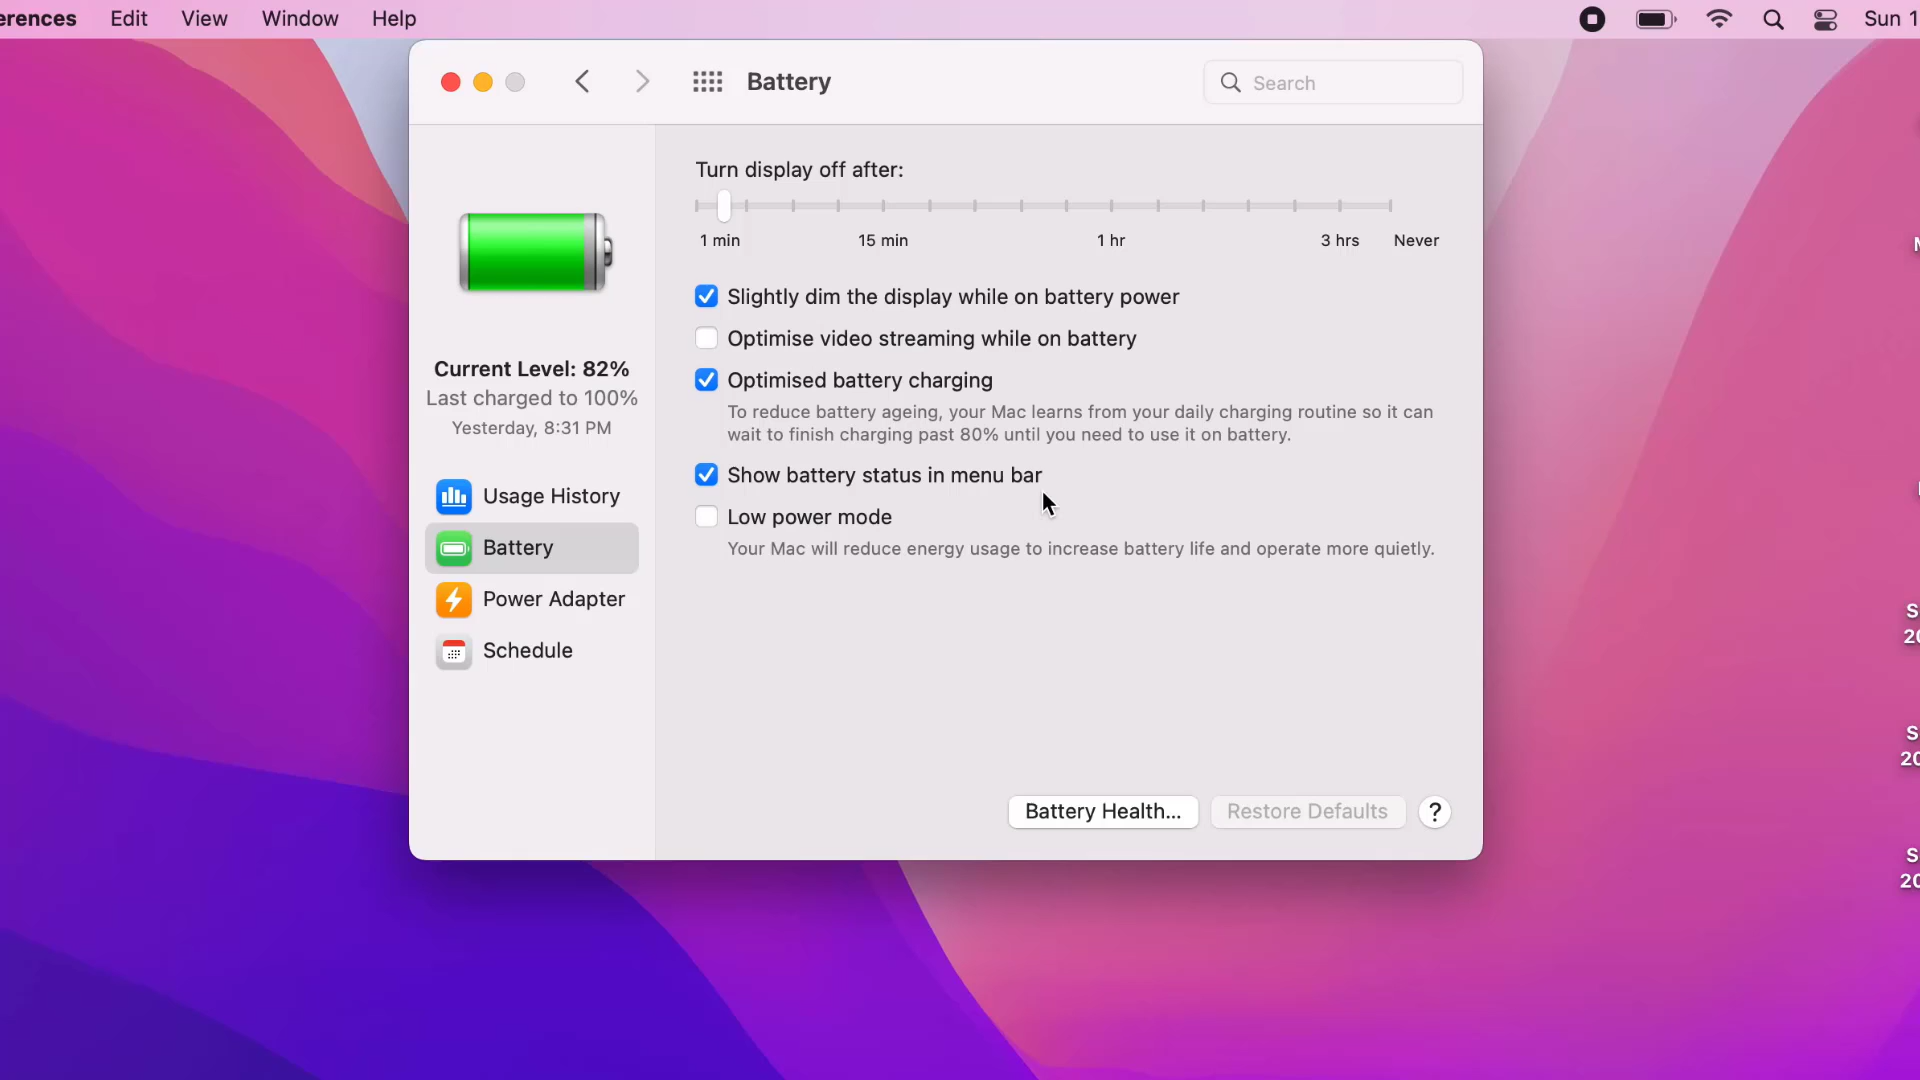 erences Edit View Window Help Sun 1
Battery
Search
Turn display off after:
1 min 15 min 1 hr 3 hrs Never
Slightly dim the display while on battery power
Optimise video streaming while on battery
Optimised battery charging
To reduce battery ageing, your Mac learns from your daily charging routine so it can
wait to finish charging past 80% until you need to use it on battery.
Show battery status in menu bar
Low power mode
Your Mac will reduce energy usage to increase battery life and operate more quietly.
Current Level: 82%
Last charged to 100%
Yesterday, 8:31 PM
Usage History
Battery
Power Adapter
Schedule
Battery Health... Restore Defaults ?
S
20
S
20
S
20